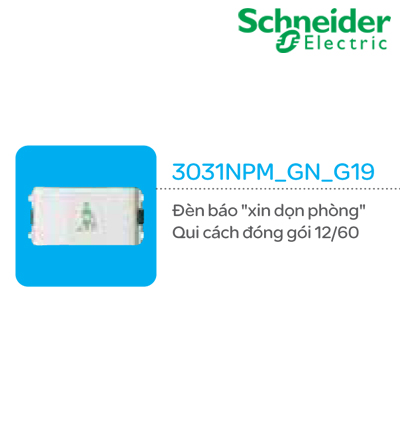 Schneider
Electric
3031NPM_GN_G19
Đèn báo "xin dọn phòng"
Qui cách đóng gói 12/60